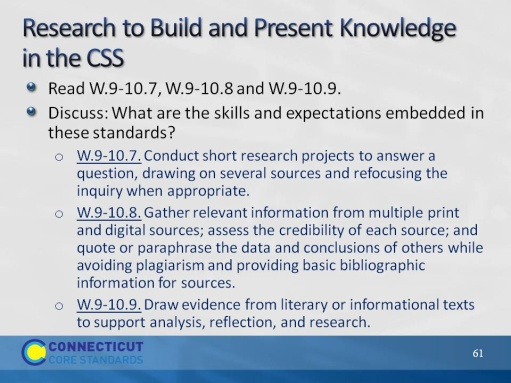 Research to Build and Present Knowledge
in the CSS
Read W.9-10.7, W.9-10.8 and W.9-10.9.
Discuss: What are the skills and expectations embedded in
these standards?
o W.9-10.7. Conduct short research projects to answer a
question, drawing on several sources and refocusing the
inquiry when appropriate.
o W.9-10.8. Gather relevant information from multiple print
and digital sources; assess the credibility of each source; and
quote or paraphrase the data and conclusions of others while
avoiding plagiarism and providing basic bibliographic
information for sources.
o W.9-10.9. Draw evidence from literary or informational texts
to support analysis, reflection, and research.
CONNECTICUT
CORE STANDARDS
61